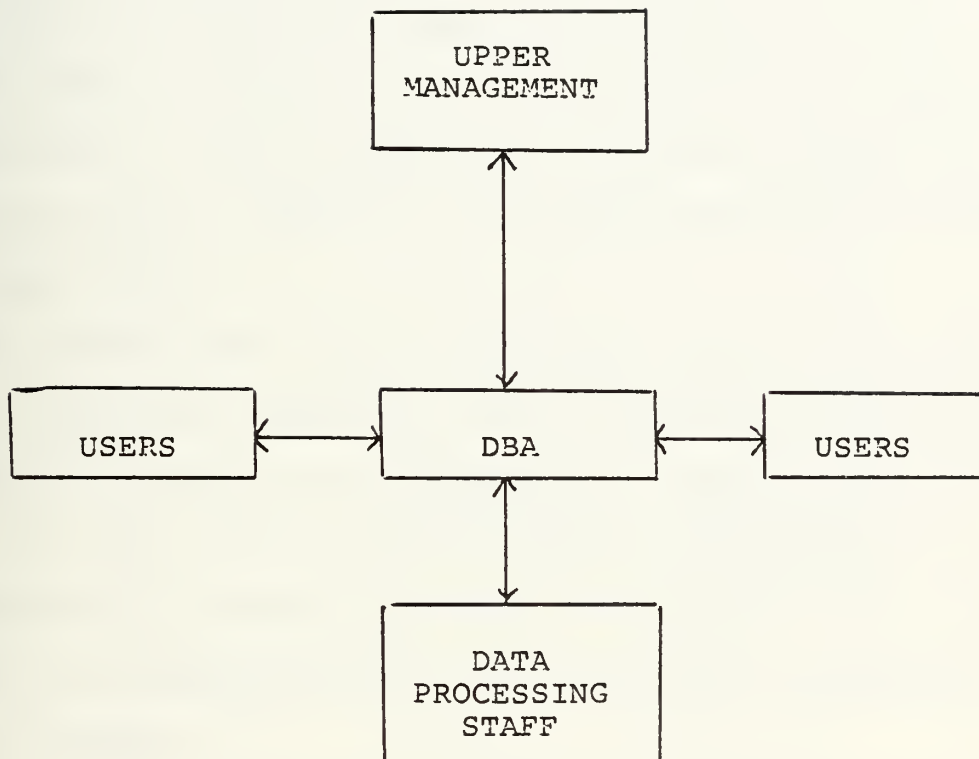 UPPER
MANAGEMENT
USERS
DBA
USERS
DATA
PROCESSING
STAFF